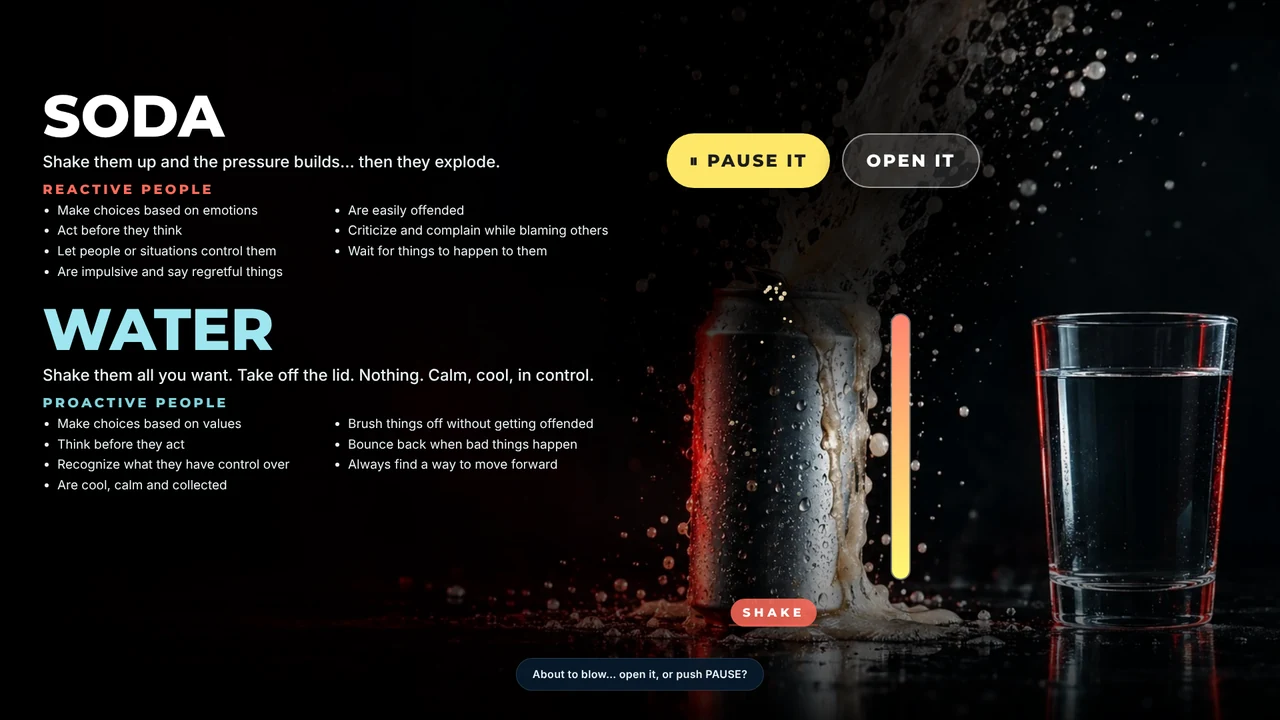 SODA
Shake them up and the pressure builds... then they explode.
REACTIVE PEOPLE
• Make choices based on emotions
• Act before they think
• Let people or situations control them
• Are impulsive and say regretful things
• Are easily offended
• Criticize and complain while blaming others
• Wait for things to happen to them
WATER
Shake them all you want. Take off the lid. Nothing. Calm, cool, in control.
PROACTIVE PEOPLE
• Make choices based on values
• Think before they act
• Recognize what they have control over
• Are cool, calm and collected
• Brush things off without getting offended
• Bounce back when bad things happen
• Always find a way to move forward
⏸ PAUSE IT
OPEN IT
SHAKE
About to blow... open it, or push PAUSE?